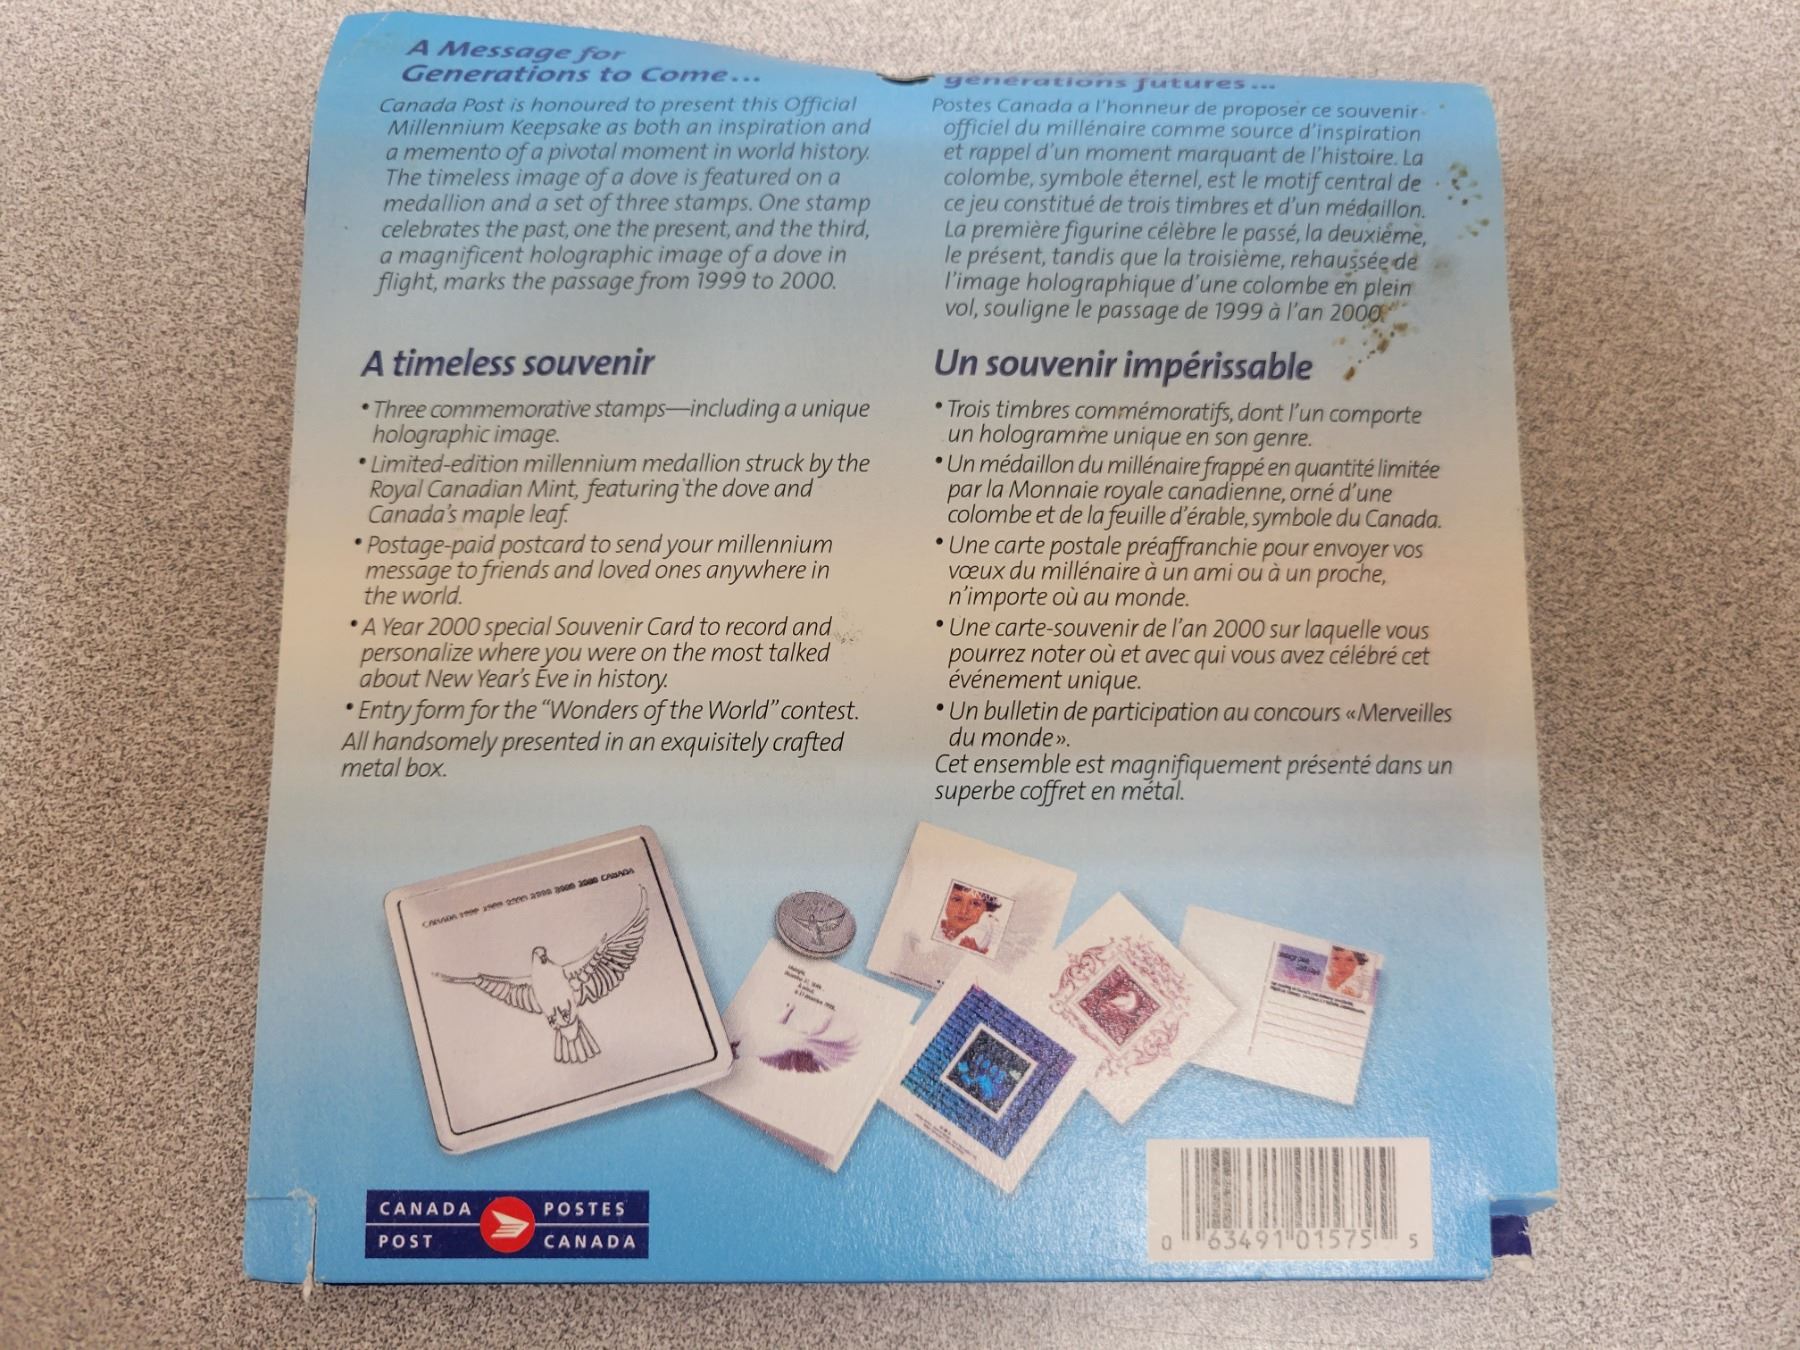 A Message for
Generations to Come...
Canada Post is honoured to present this Official
Millennium Keepsake as both an inspiration and
a memento of a pivotal moment in world history.
The timeless image of a dove is featured on a
medallion and a set of three stamps. One stamp
celebrates the past, one the present, and the third,
a magnificent holographic image of a dove in
flight, marks the passage from 1999 to 2000.
A timeless souvenir
• Three commemorative stamps—including a unique
holographic image.
• Limited-edition millennium medallion struck by the
Royal Canadian Mint, featuring the dove and
Canada's maple leaf.
• Postage-paid postcard to send your millennium
message to friends and loved ones anywhere in
the world.
• A Year 2000 special Souvenir Card to record and
personalize where you were on the most talked
about New Year's Eve in history.
• Entry form for the "Wonders of the World" contest.
All handsomely presented in an exquisitely crafted
metal box.
générations futures...
Postes Canada a l'honneur de proposer ce souvenir
officiel du millénaire comme source d'inspiration
et rappel d'un moment marquant de l'histoire. La
colombe, symbole éternel, est le motif central de
ce jeu constitué de trois timbres et d'un médaillon.
La première figurine célèbre le passé, la deuxième,
le présent, tandis que la troisième, rehaussée de
l'image holographique d'une colombe en plein
vol, souligne le passage de 1999 à l'an 2000.
Un souvenir impérissable
• Trois timbres commémoratifs, dont l'un comporte
un hologramme unique en son genre.
• Un médaillon du millénaire frappé en quantité limitée
par la Monnaie royale canadienne, orné d'une
colombe et de la feuille d'érable, symbole du Canada.
• Une carte postale préaffranchie pour envoyer vos
vœux du millénaire à un ami ou à un proche,
n'importe où au monde.
• Une carte-souvenir de l'an 2000 sur laquelle vous
pourrez noter où et avec qui vous avez célébré cet
événement unique.
• Un bulletin de participation au concours «Merveilles
du monde».
Cet ensemble est magnifiquement présenté dans un
superbe coffret en métal.
CANADA 1999 1999 2000 2000 2000 2000 CANADA
CANADA
CANADA POSTES
POST CANADA
0 63491 01575 5